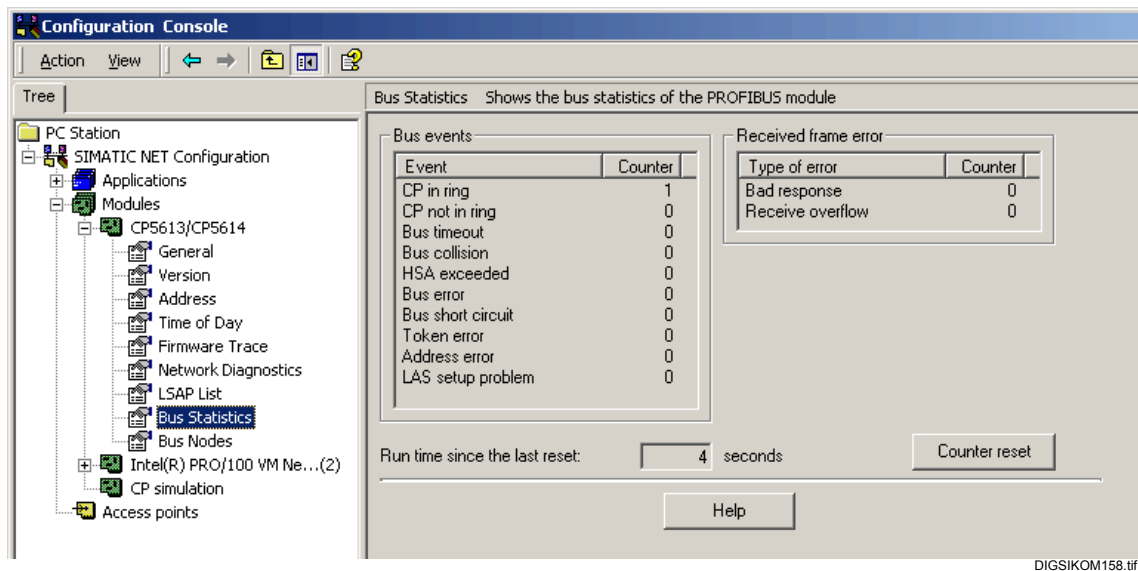 Configuration Console
Action View
Tree
Bus Statistics Shows the bus statistics of the PROFIBUS module
PC Station
SIMATIC NET Configuration
Applications
Modules
CP5613/CP5614
General
Version
Address
Time of Day
Firmware Trace
Network Diagnostics
LSAP List
Bus Statistics
Bus Nodes
Intel(R) PRO/100 VM Ne...(2)
CP simulation
Access points
Bus events
Event Counter
CP in ring 1
CP not in ring 0
Bus timeout 0
Bus collision 0
HSA exceeded 0
Bus error 0
Bus short circuit 0
Token error 0
Address error 0
LAS setup problem 0
Received frame error
Type of error Counter
Bad response 0
Receive overflow 0
Run time since the last reset: 4 seconds
Counter reset
Help
DIGSIKOM158.tif